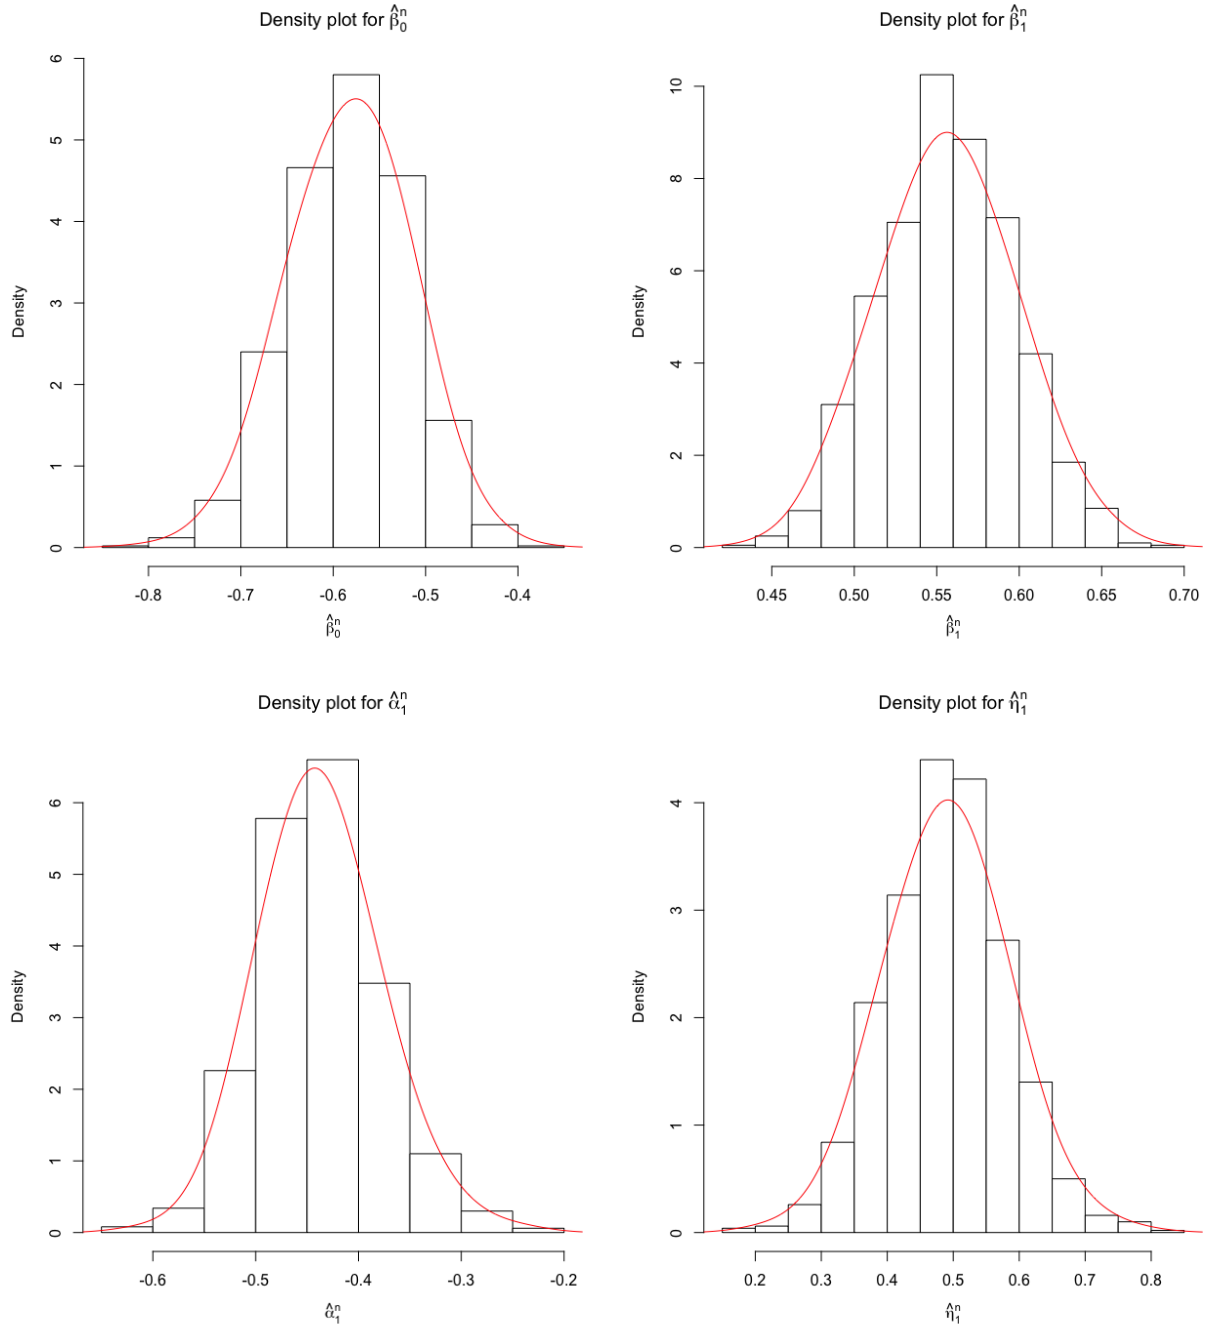 Density plot for β̂₀ⁿ
Density
6
5
4
3
2
1
0
-0.8 -0.7 -0.6 -0.5 -0.4
β̂₀ⁿ
Density plot for β̂₁ⁿ
Density
10
8
6
4
2
0
0.45 0.50 0.55 0.60 0.65 0.70
β̂₁ⁿ
Density plot for α̂₁ⁿ
Density
6
5
4
3
2
1
0
-0.6 -0.5 -0.4 -0.3 -0.2
α̂₁ⁿ
Density plot for η̂₁ⁿ
Density
4
3
2
1
0
0.2 0.3 0.4 0.5 0.6 0.7 0.8
η̂₁ⁿ